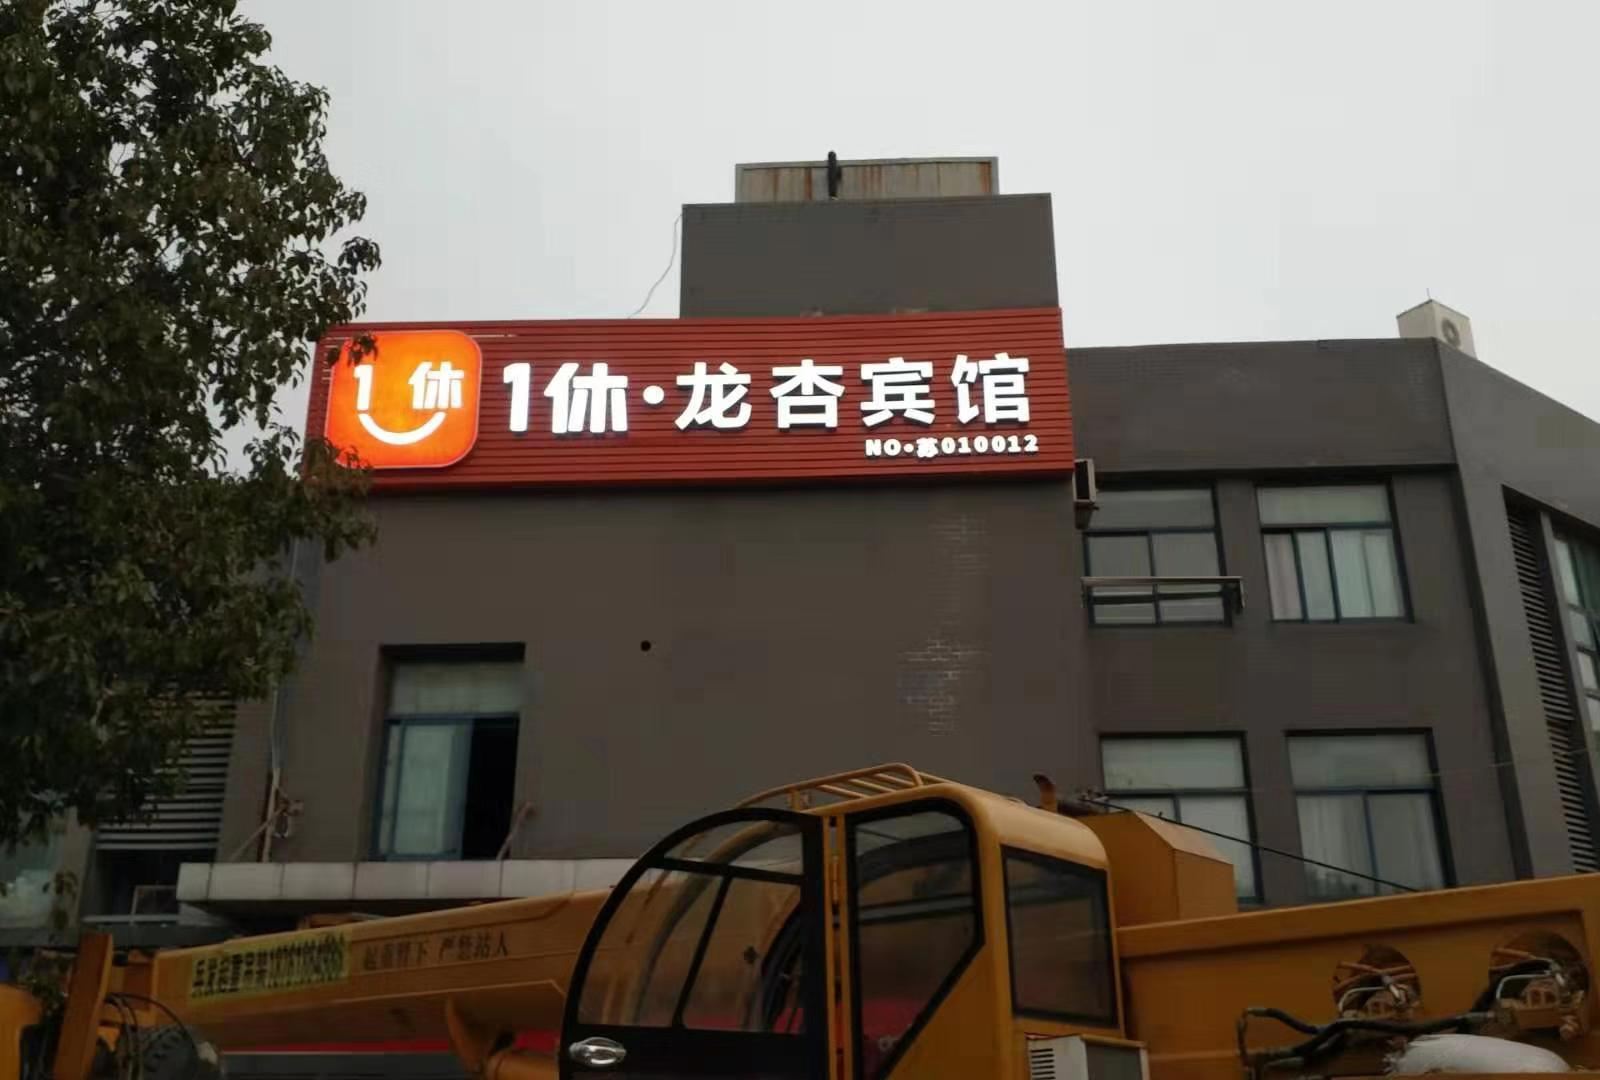 1 休
1休·龙杏宾馆
NO·苏010012
起重臂下 严禁站人